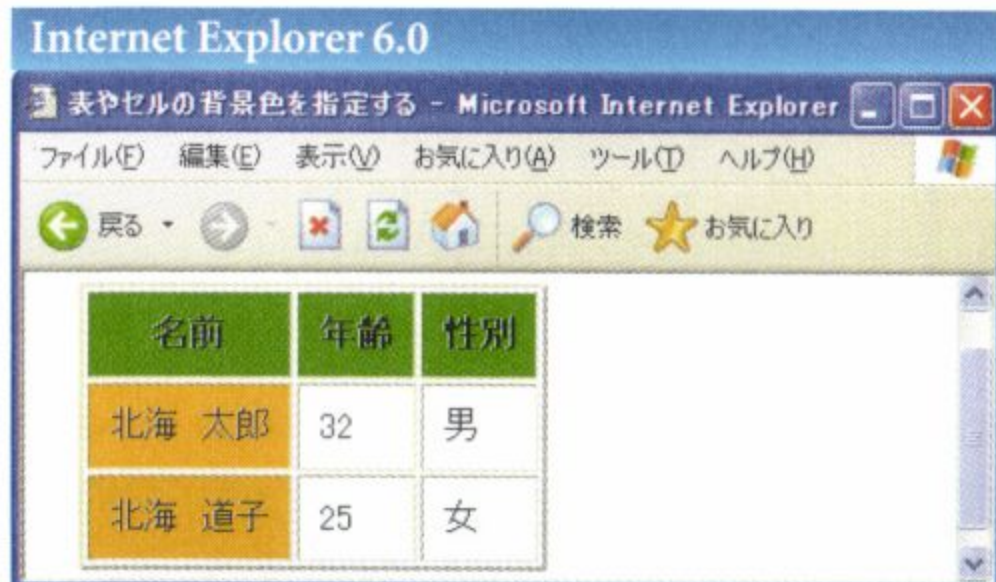 Internet Explorer 6.0
表やセルの背景色を指定する - Microsoft Internet Explorer
ファイル(F) 編集(E) 表示(V) お気に入り(A) ツール(T) ヘルプ(H)
戻る 検索 お気に入り
名前 年齢 性別
北海 太郎 32 男
北海 道子 25 女